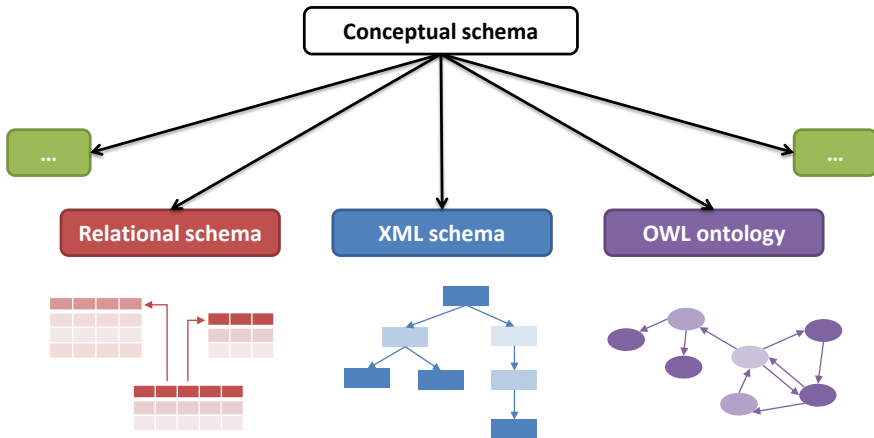 Conceptual schema
...
...
Relational schema
XML schema
OWL ontology